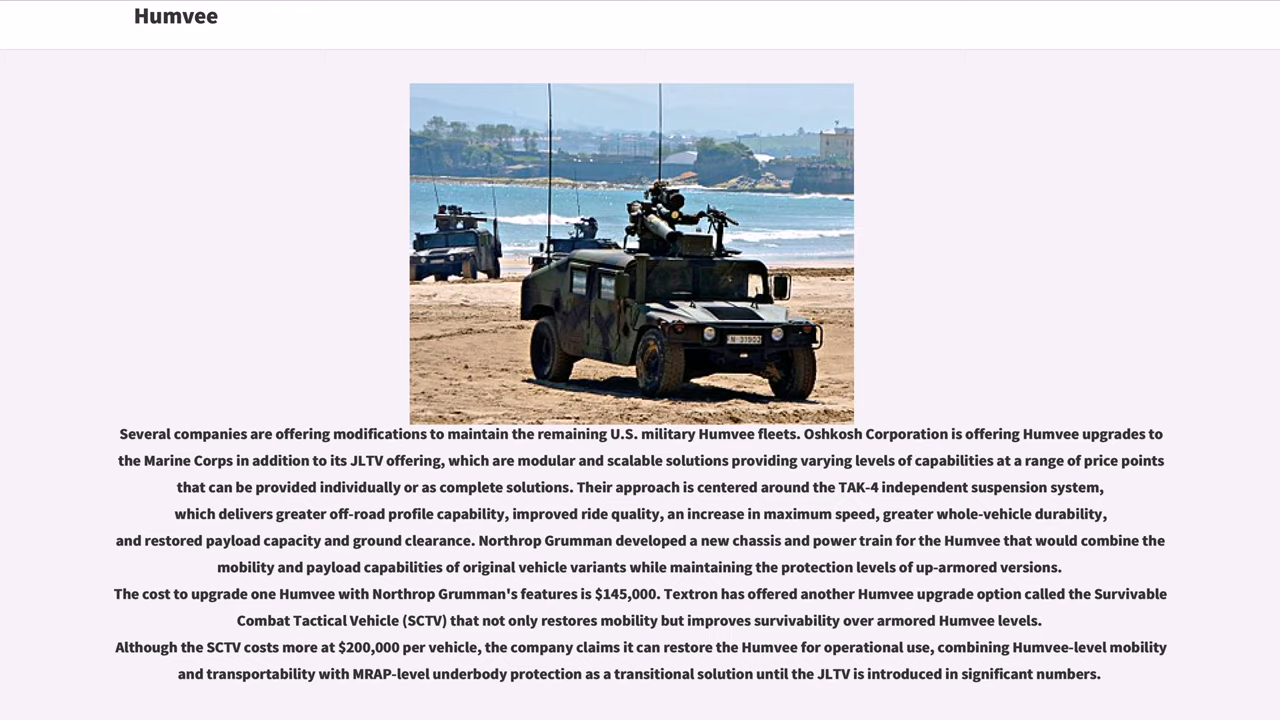 Humvee
N 31902
Several companies are offering modifications to maintain the remaining U.S. military Humvee fleets. Oshkosh Corporation is offering Humvee upgrades to
the Marine Corps in addition to its JLTV offering, which are modular and scalable solutions providing varying levels of capabilities at a range of price points
that can be provided individually or as complete solutions. Their approach is centered around the TAK-4 independent suspension system,
which delivers greater off-road profile capability, improved ride quality, an increase in maximum speed, greater whole-vehicle durability,
and restored payload capacity and ground clearance. Northrop Grumman developed a new chassis and power train for the Humvee that would combine the
mobility and payload capabilities of original vehicle variants while maintaining the protection levels of up-armored versions.
The cost to upgrade one Humvee with Northrop Grumman's features is $145,000. Textron has offered another Humvee upgrade option called the Survivable
Combat Tactical Vehicle (SCTV) that not only restores mobility but improves survivability over armored Humvee levels.
Although the SCTV costs more at $200,000 per vehicle, the company claims it can restore the Humvee for operational use, combining Humvee-level mobility
and transportability with MRAP-level underbody protection as a transitional solution until the JLTV is introduced in significant numbers.